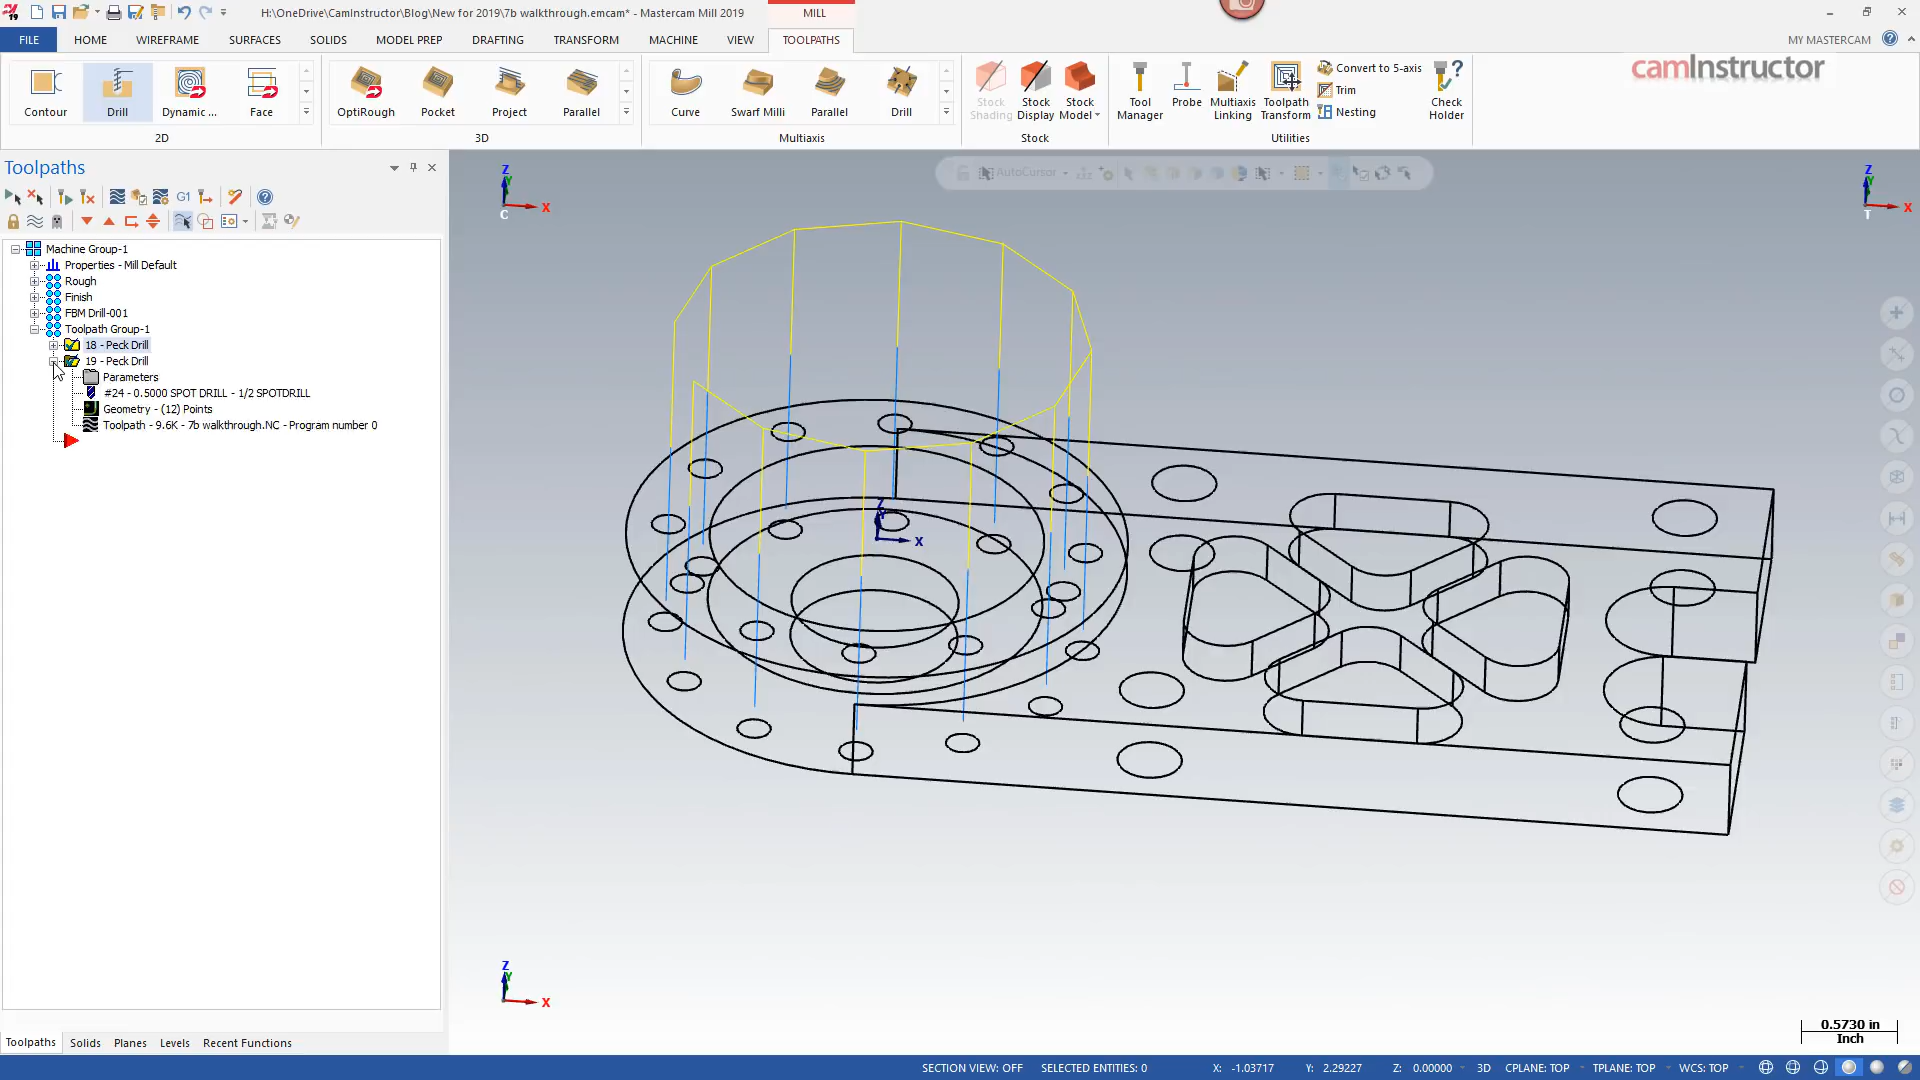 H:\OneDrive\CamInstructor\Blog\New for 2019\7b walkthrough.emcam* - Mastercam Mill 2019
MILL
FILE HOME WIREFRAME SURFACES SOLIDS MODEL PREP DRAFTING TRANSFORM MACHINE VIEW TOOLPATHS MY MASTERCAM
camInstructor
Contour Drill Dynamic ... Face
2D
OptiRough Pocket Project Parallel
3D
Curve Swarf Milli Parallel Drill
Multiaxis
Stock Shading Stock Display Stock Model
Stock
Tool Manager Probe Multiaxis Linking Toolpath Transform
Convert to 5-axis
Trim
Nesting
Check Holder
Utilities
Toolpaths
G1
Machine Group-1
Properties - Mill Default
Rough
Finish
FBM Drill-001
Toolpath Group-1
18 - Peck Drill
19 - Peck Drill
Parameters
#24 - 0.5000 SPOT DRILL - 1/2 SPOTDRILL
Geometry - (12) Points
Toolpath - 9.6K - 7b walkthrough.NC - Program number 0
AutoCursor
Z
Y
X
C
Z
Y
X
T
Z
X
Z
Y
X
0.5730 in
Inch
Toolpaths Solids Planes Levels Recent Functions
SECTION VIEW: OFF SELECTED ENTITIES: 0 X: -1.03717 Y: 2.29227 Z: 0.00000 3D CPLANE: TOP TPLANE: TOP WCS: TOP